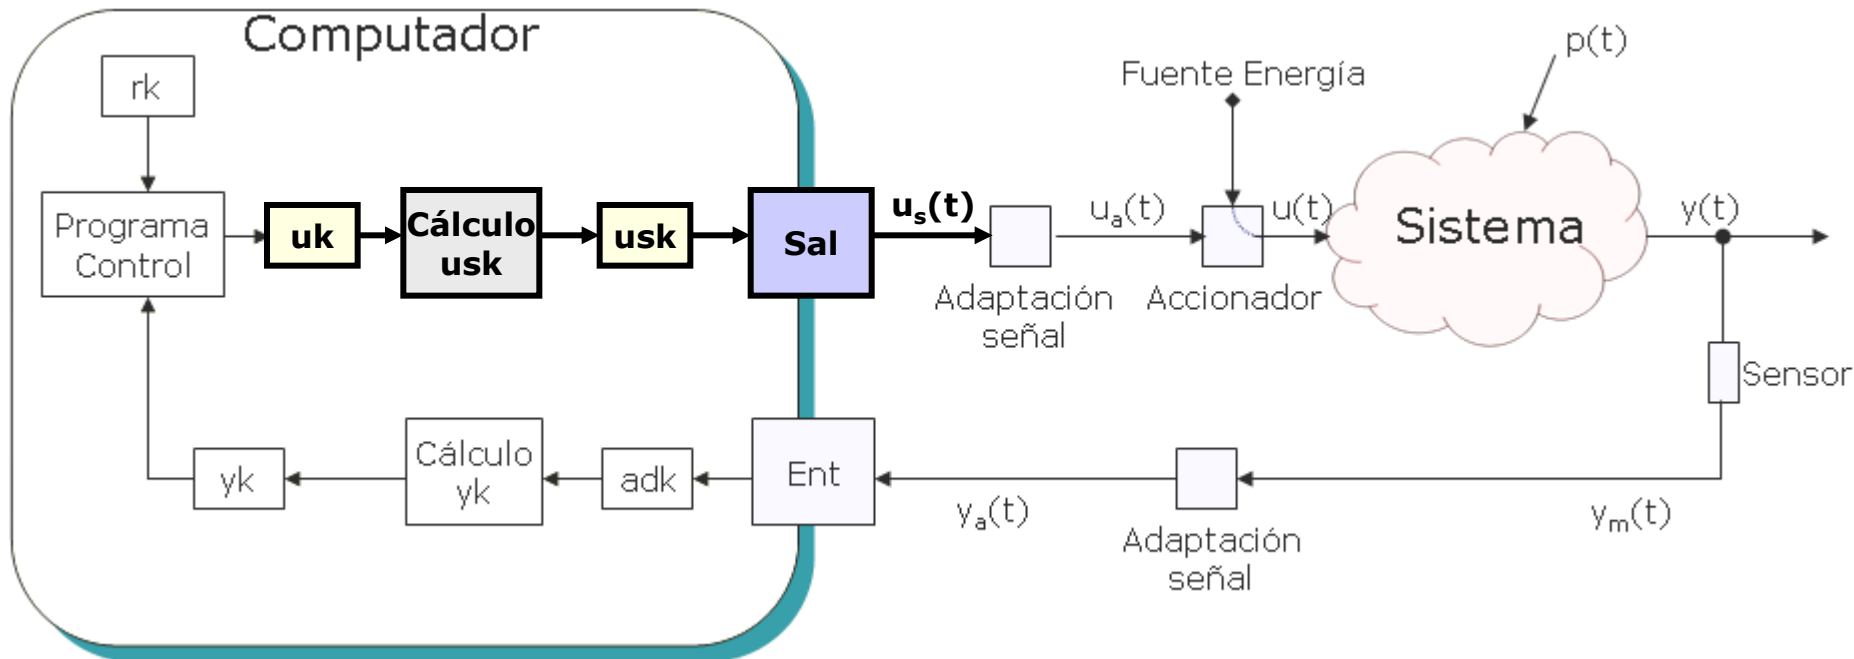 Computador
rk
Programa
Control
uk
Cálculo
usk
usk
Sal
us(t)
Adaptación
señal
ua(t)
Fuente Energía
Accionador
u(t)
p(t)
Sistema
y(t)
Sensor
ym(t)
Adaptación
señal
ya(t)
Ent
adk
Cálculo
yk
yk